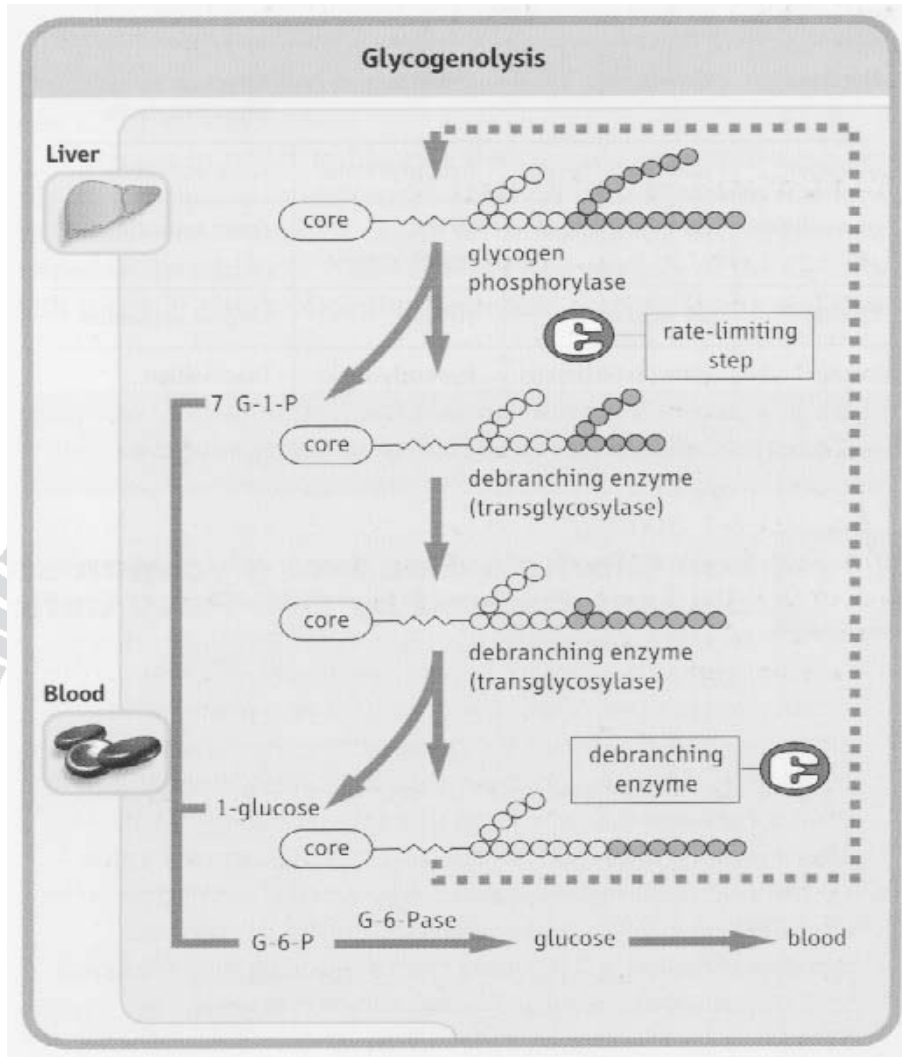 Glycogenolysis
Liver
core
glycogen
phosphorylase
rate-limiting
step
7 G-1-P
core
debranching enzyme
(transglycosylase)
core
debranching enzyme
(transglycosylase)
Blood
debranching
enzyme
1-glucose
core
G-6-Pase
G-6-P
glucose
blood